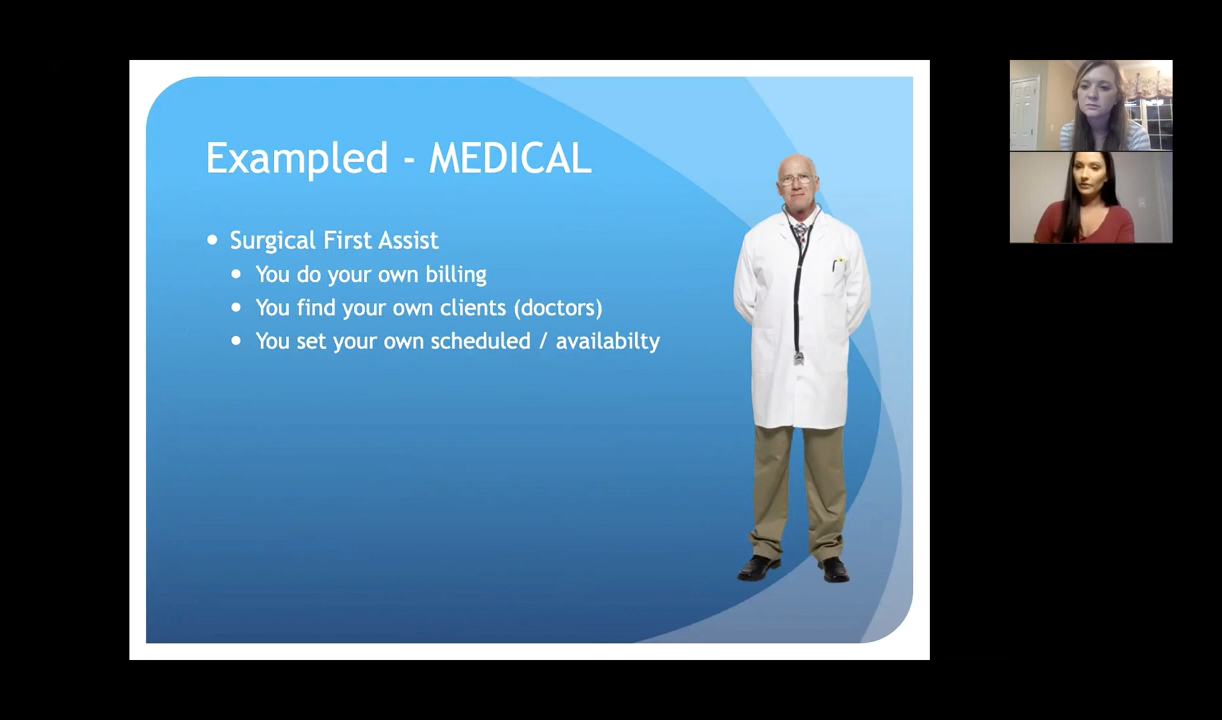 Exampled - MEDICAL
Surgical First Assist
You do your own billing
You find your own clients (doctors)
You set your own scheduled / availabilty